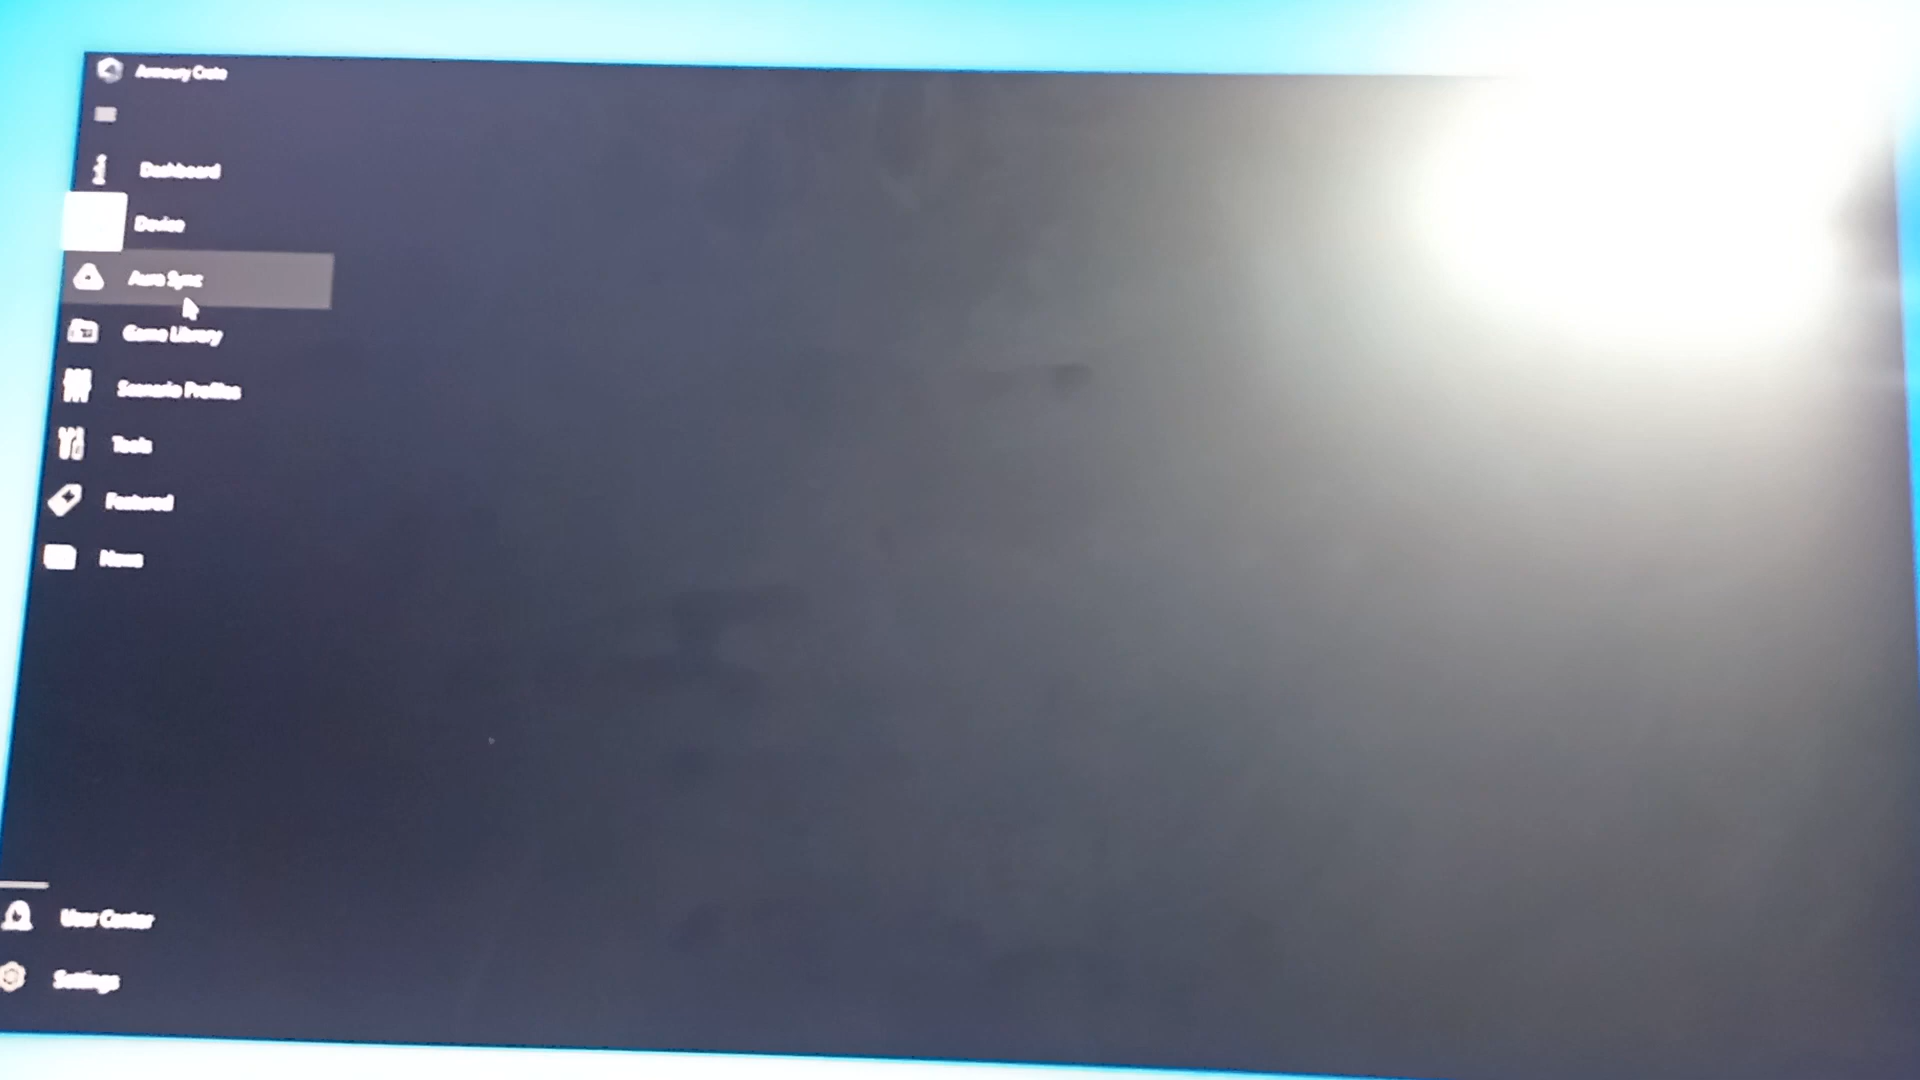 Armoury Crate
Dashboard
Device
Aura Sync
Game Library
Scenario Profiles
Tools
Featured
News
User Center
Settings